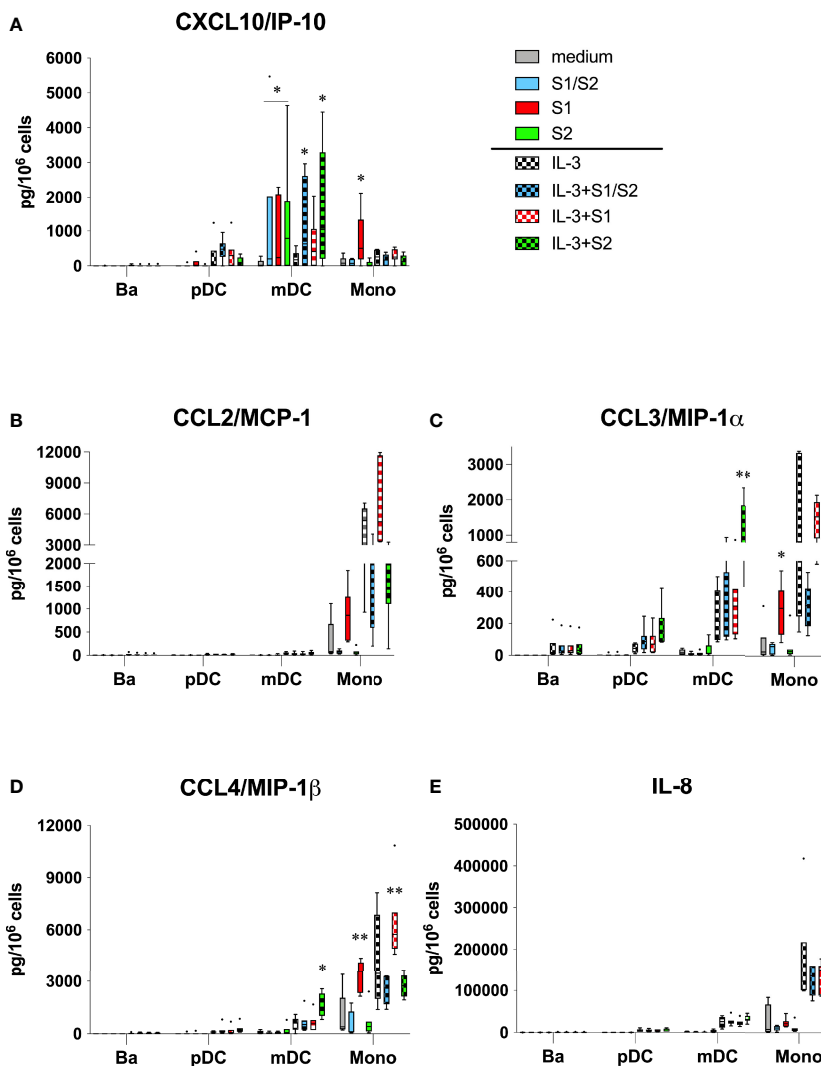 A
CXCL10/IP-10
6000
5000
4000
3000
2000
1000
0
pg/10⁶ cells
* * * *
Ba pDC mDC Mono
medium
S1/S2
S1
S2
IL-3
IL-3+S1/S2
IL-3+S1
IL-3+S2
B
CCL2/MCP-1
12000
9000
6000
3000
2000
1500
1000
500
0
pg/10⁶ cells
Ba pDC mDC Mono
C
CCL3/MIP-1α
3000
2000
1000
600
400
200
0
pg/10⁶ cells
** *
Ba pDC mDC Mono
D
CCL4/MIP-1β
12000
9000
6000
3000
0
pg/10⁶ cells
* ** **
Ba pDC mDC Mono
E
IL-8
500000
400000
300000
200000
100000
0
pg/10⁶ cells
Ba pDC mDC Mono